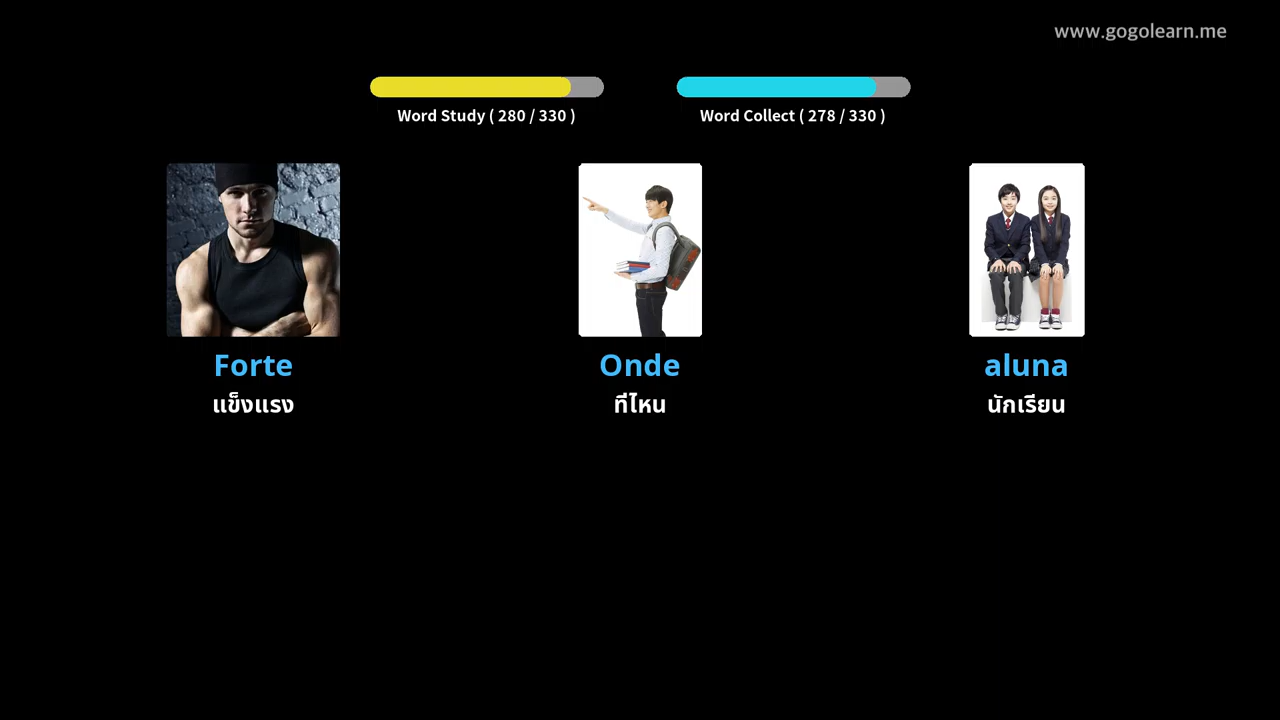 www.gogolearn.me
Word Study ( 280 / 330 )
Word Collect ( 278 / 330 )
Forte
Onde
aluna
แข็งแรง
ที่ไหน
นักเรียน